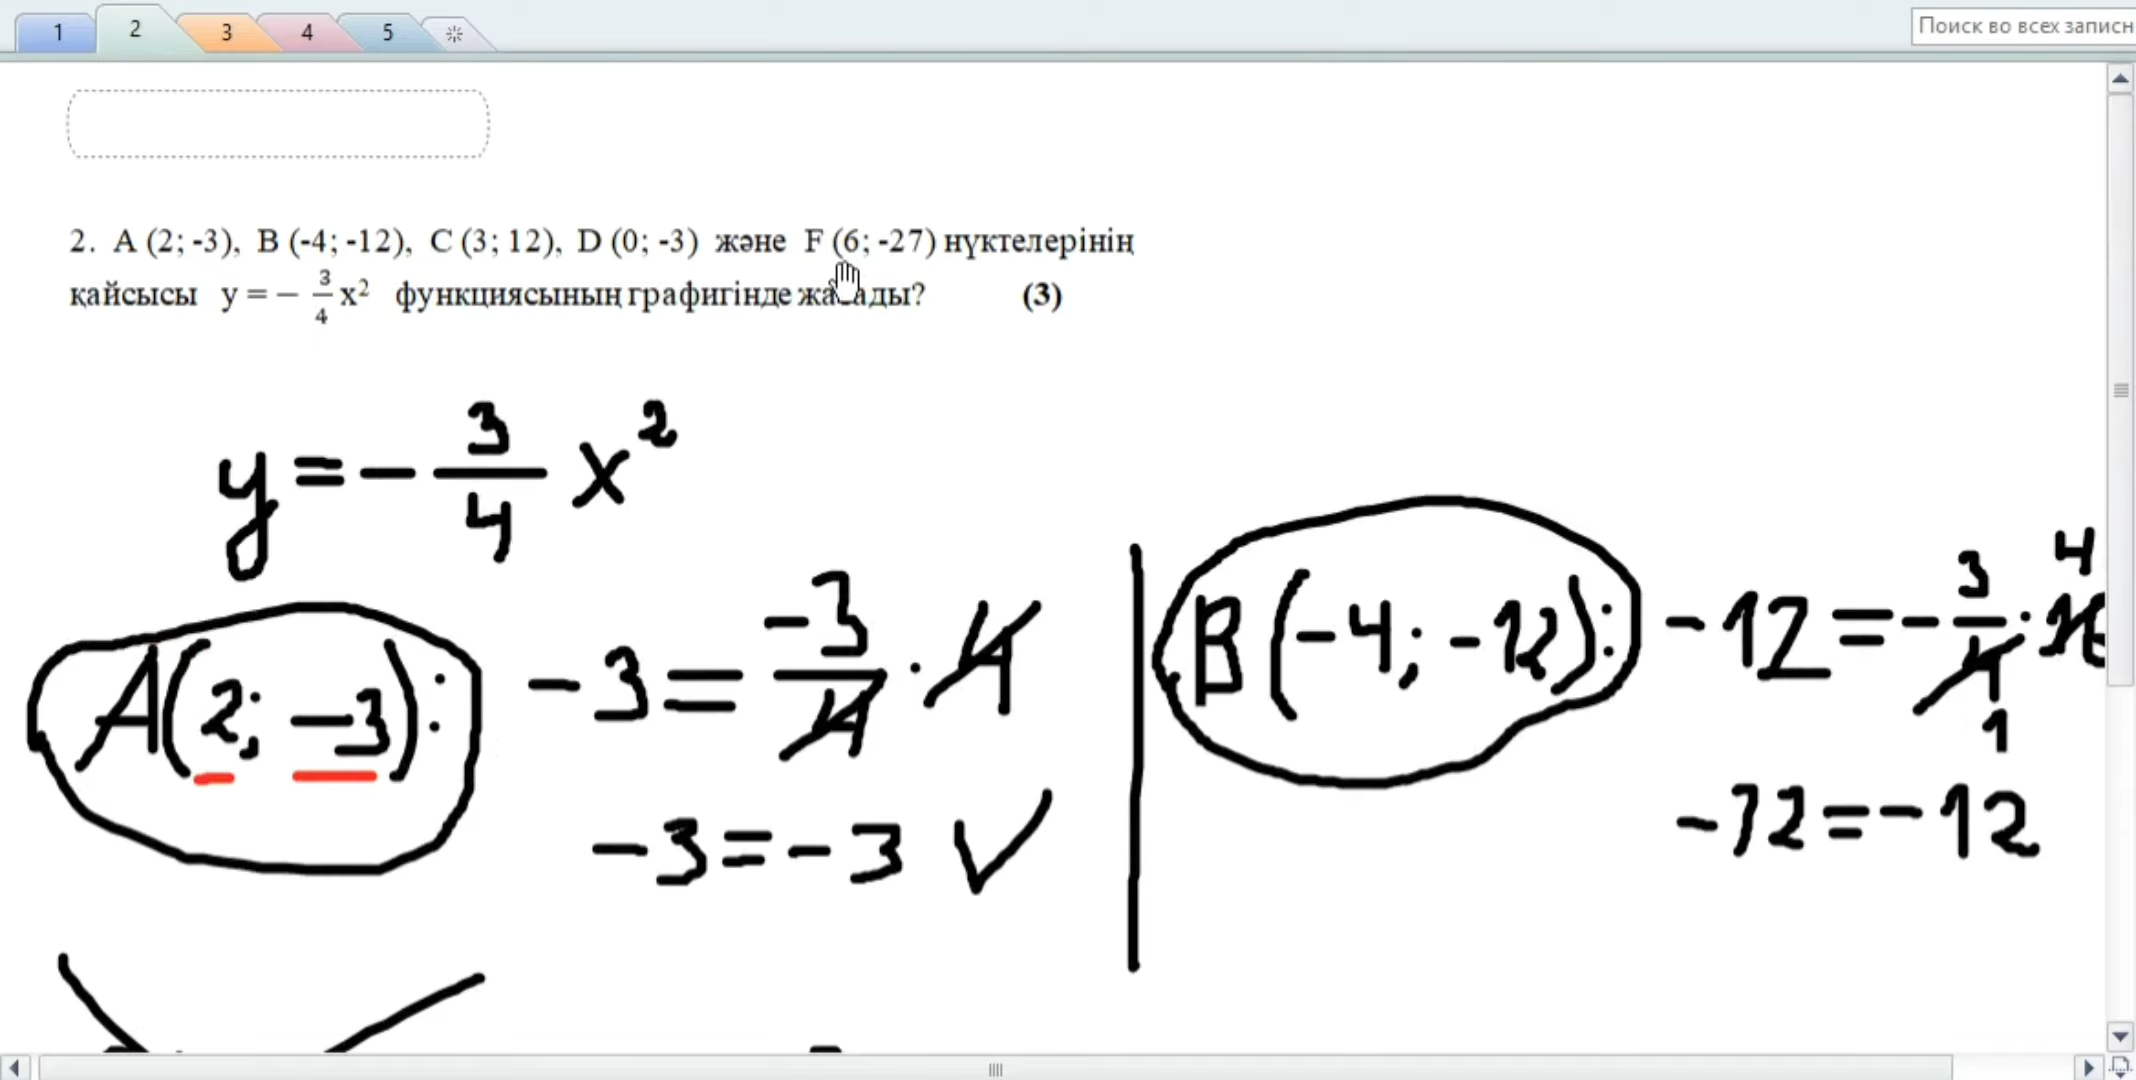 1 2 3 4 5
Поиск во всех записн
2. A (2; -3), B (-4; -12), C (3; 12), D (0; -3) және F (6; -27) нүктелерінің
қайсысы y = − 3/4 x² функциясының графигінде жатады? (3)
y = − 3/4 x²
A(2; −3): −3 = −3/4 · 4
−3 = −3 ✓
B(−4; −12): −12 = − 3/4 · 16
4
1
−12 = −12